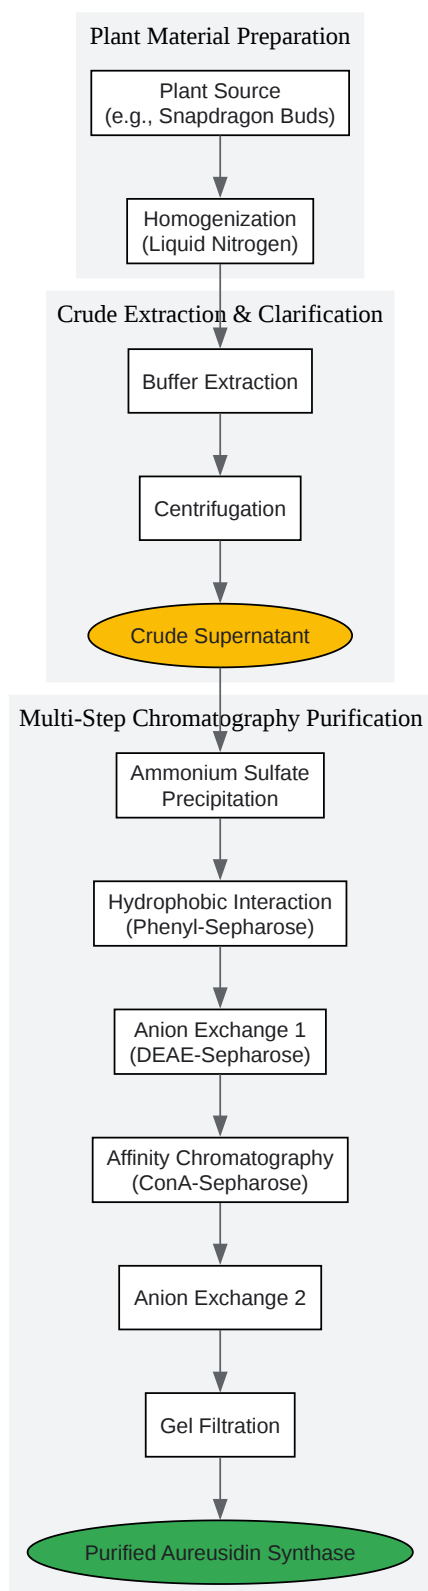 Plant Material Preparation
Plant Source
(e.g., Snapdragon Buds)
Homogenization
(Liquid Nitrogen)
Crude Extraction & Clarification
Buffer Extraction
Centrifugation
Crude Supernatant
Multi-Step Chromatography Purification
Ammonium Sulfate
Precipitation
Hydrophobic Interaction
(Phenyl-Sepharose)
Anion Exchange 1
(DEAE-Sepharose)
Affinity Chromatography
(ConA-Sepharose)
Anion Exchange 2
Gel Filtration
Purified Aureusidin Synthase